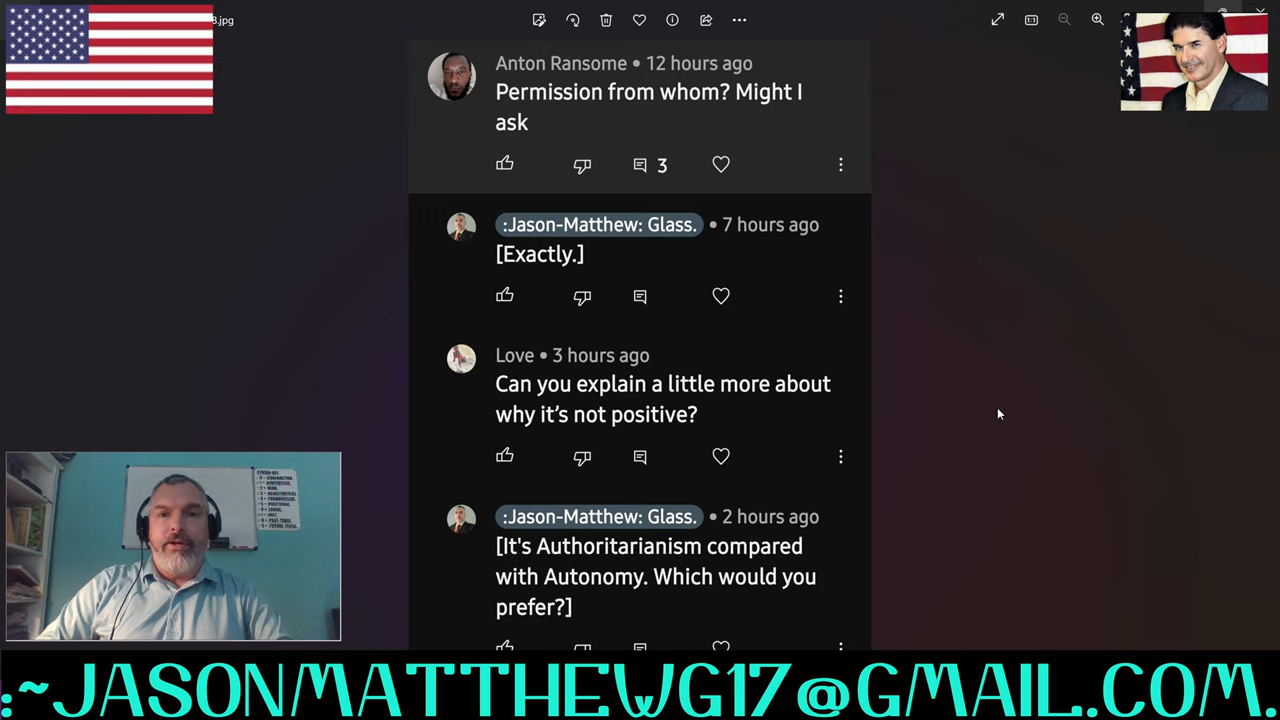 8.jpg
Anton Ransome • 12 hours ago
Permission from whom? Might I
ask
3
:Jason-Matthew: Glass. • 7 hours ago
[Exactly.]
Love • 3 hours ago
Can you explain a little more about
why it's not positive?
:Jason-Matthew: Glass. • 2 hours ago
[It's Authoritarianism compared
with Autonomy. Which would you
prefer?]
:~JASONMATTHEWG17@GMAIL.COM.